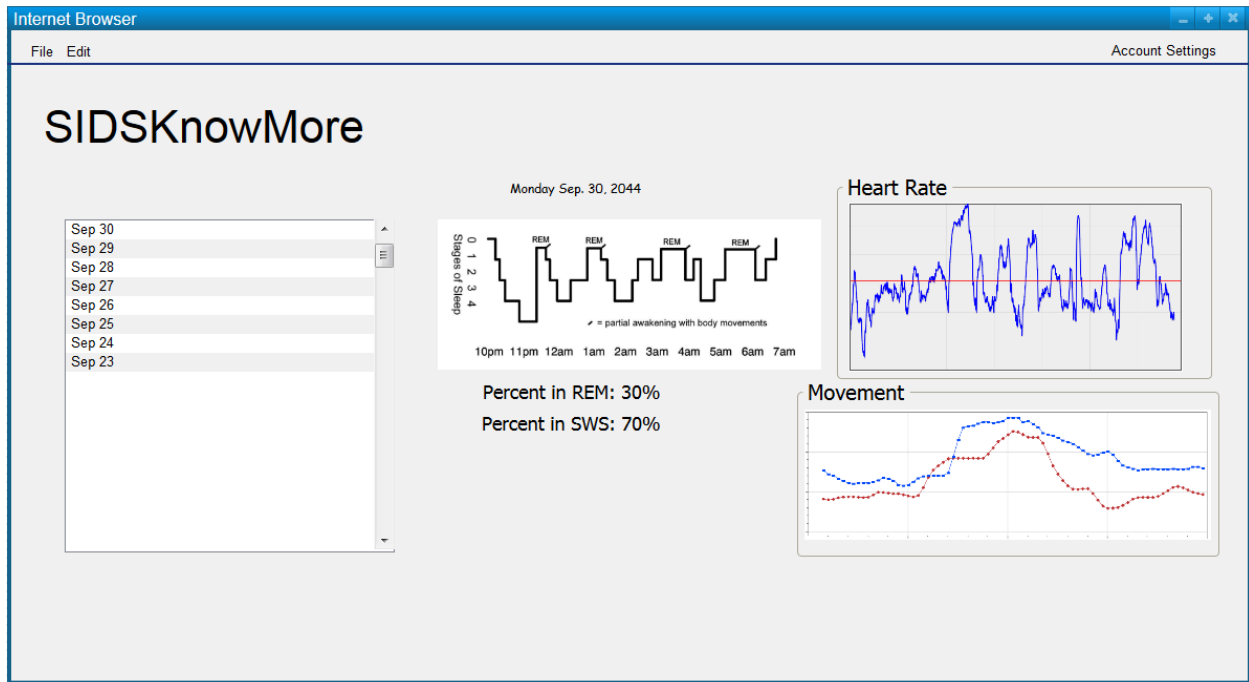 Internet Browser
File Edit
Account Settings
SIDSKnowMore
Sep 30
Sep 29
Sep 28
Sep 27
Sep 26
Sep 25
Sep 24
Sep 23
Monday Sep. 30, 2044
Stages of Sleep
0 1 2 3 4
REM REM REM REM
= partial awakening with body movements
10pm 11pm 12am 1am 2am 3am 4am 5am 6am 7am
Percent in REM: 30%
Percent in SWS: 70%
Heart Rate
Movement